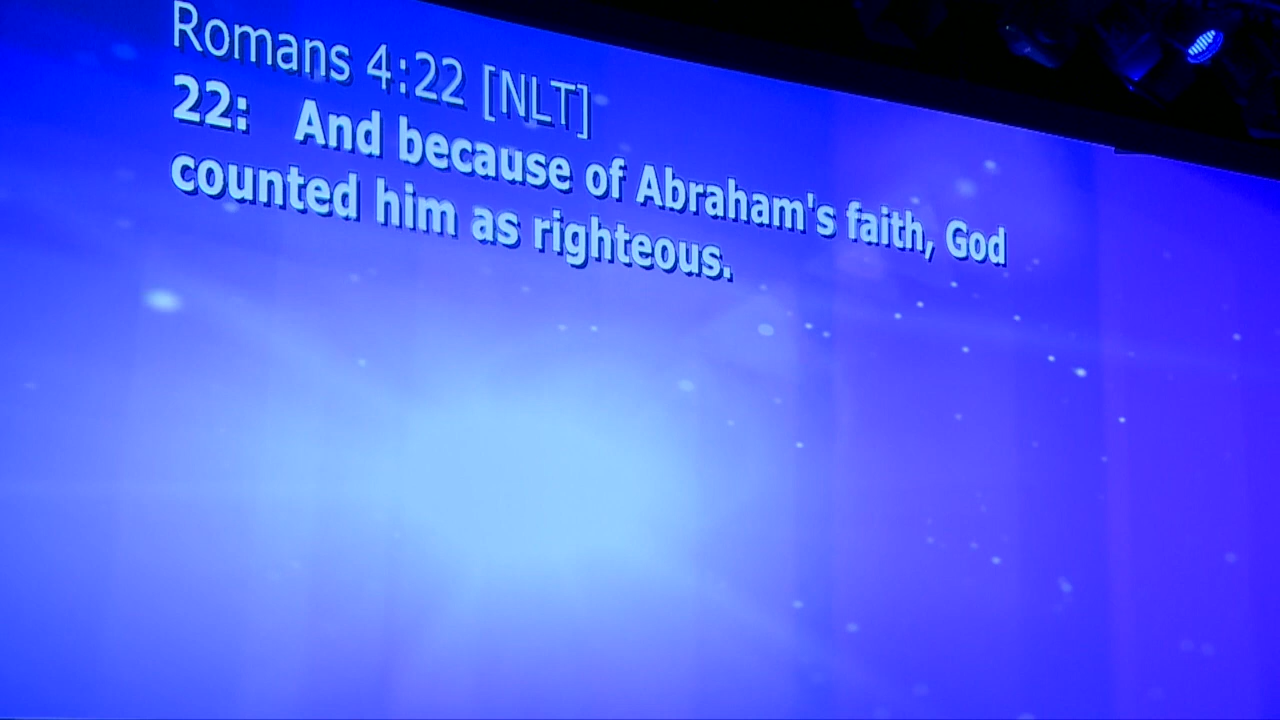 Romans 4:22 [NLT]
22: And because of Abraham's faith, God
counted him as righteous.